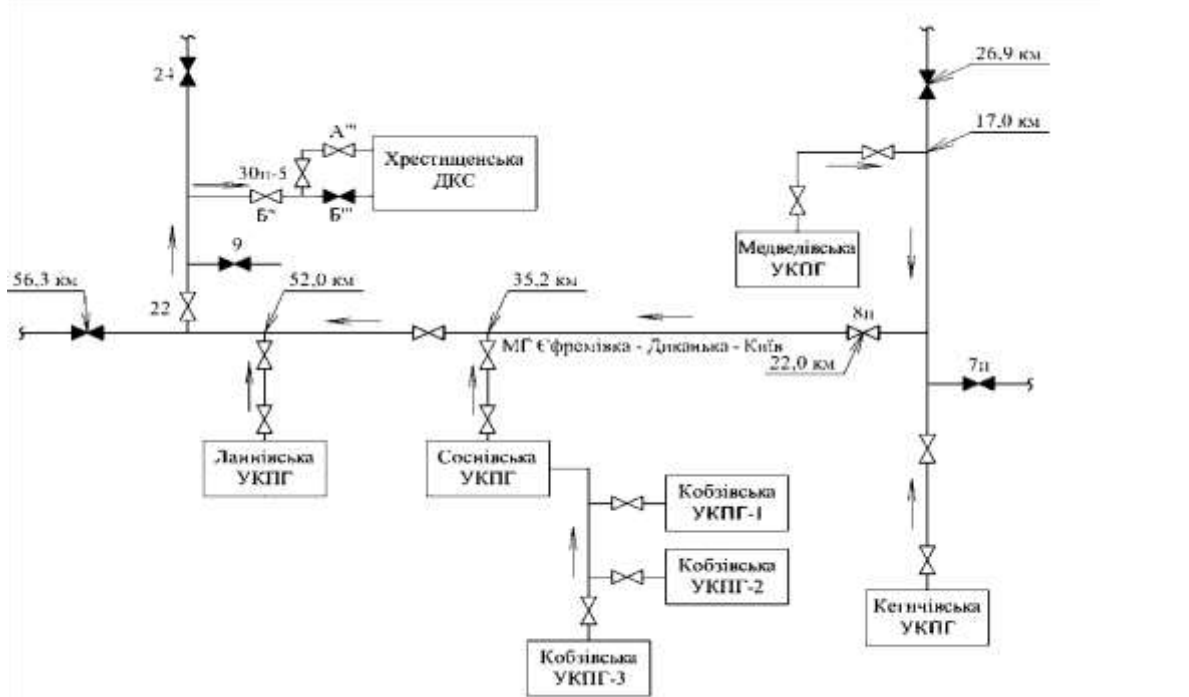 26,9 км
24
17,0 км
А'''
Хрестищенська
ДКС
30п-5
Б''
Б'''
Медведівська
УКПГ
9
56,3 км
22
52,0 км
35,2 км
8п
МГ Єфремівка - Диканька - Київ
22,0 км
7п
Ланнівська
УКПГ
Соснівська
УКПГ
Кобзівська
УКПГ-1
Кобзівська
УКПГ-2
Кегичівська
УКПГ
Кобзівська
УКПГ-3